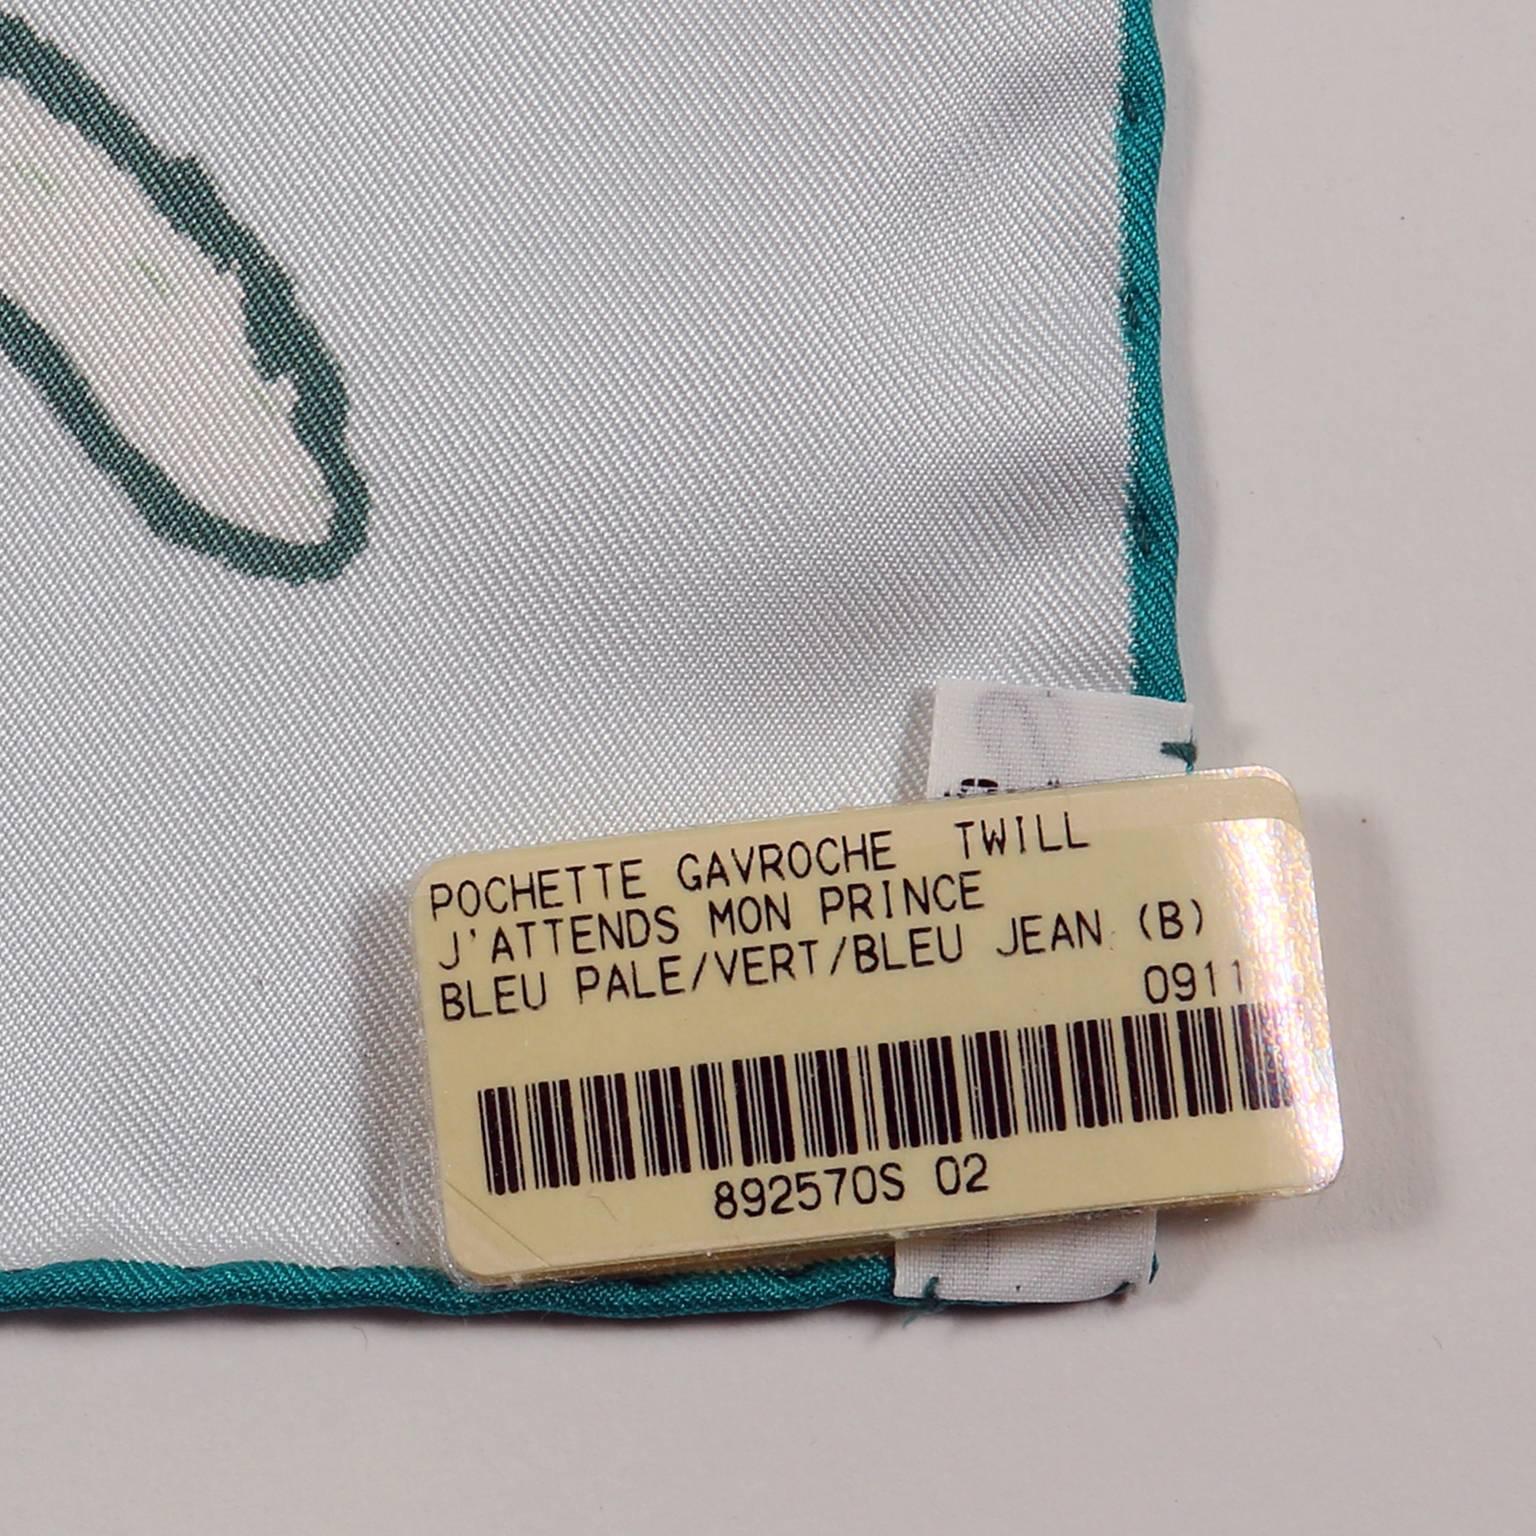 POCHETTE GAVROCHE TWILL
J'ATTENDS MON PRINCE
BLEU PALE/VERT/BLEU JEAN (B)
0911
892570S 02